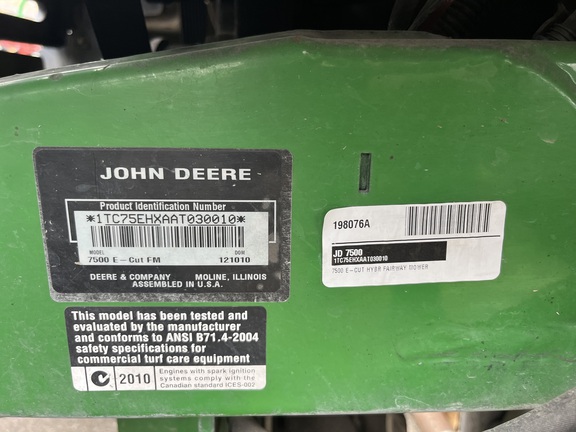 JOHN DEERE
Product Identification Number
*1TC75EHXAAT030010*
MODEL DOM
7500 E-Cut FM 121010
DEERE & COMPANY MOLINE, ILLINOIS
ASSEMBLED IN U.S.A.
This model has been tested and
evaluated by the manufacturer
and conforms to ANSI B71.4-2004
safety specifications for
commercial turf care equipment
2010
Engines with spark ignition
systems comply with the
Canadian standard ICES-002
198076A
JD 7500
1TC75EHXAAT030010
7500 E-CUT HYBR FAIRWAY MOWER